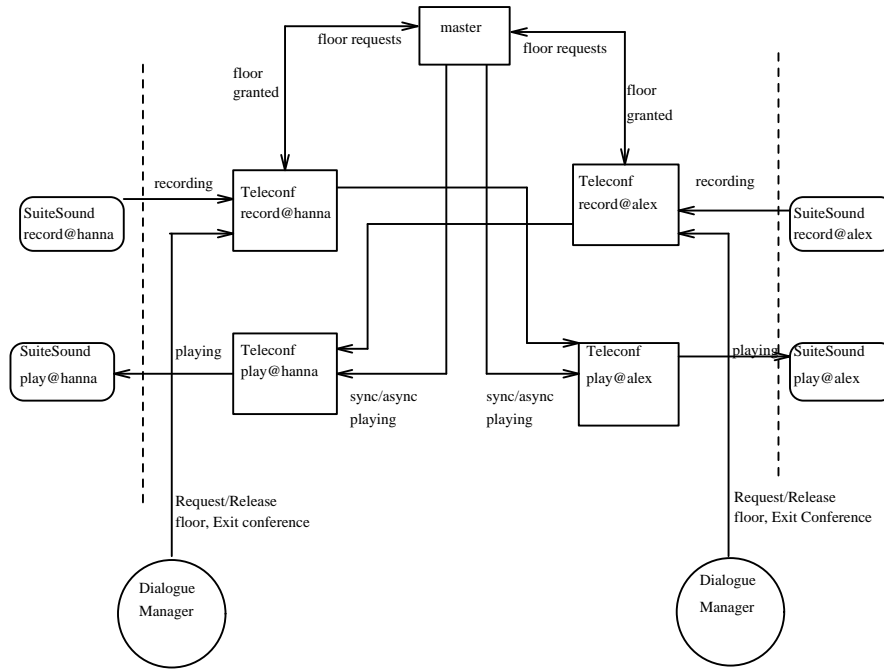 master
floor requests
floor requests
floor
granted
floor
granted
Teleconf
record@hanna
Teleconf
record@alex
recording
recording
SuiteSound
record@hanna
SuiteSound
record@alex
SuiteSound
play@hanna
playing
Teleconf
play@hanna
Teleconf
play@alex
playing
SuiteSound
play@alex
sync/async
playing
sync/async
playing
Request/Release
floor, Exit conference
Request/Release
floor, Exit Conference
Dialogue
Manager
Dialogue
Manager